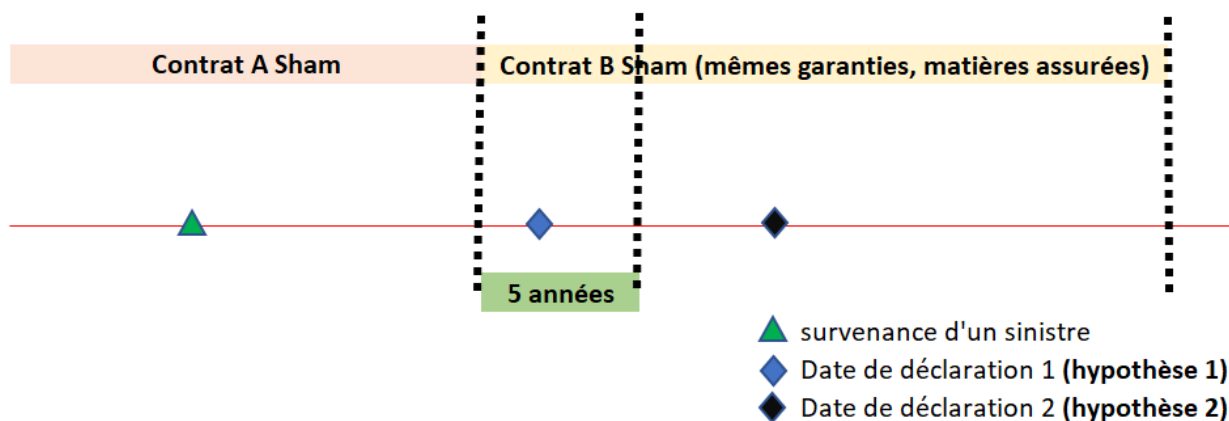 Contrat A Sham
Contrat B Sham (mêmes garanties, matières assurées)
5 années
survenance d'un sinistre
Date de déclaration 1 (hypothèse 1)
Date de déclaration 2 (hypothèse 2)